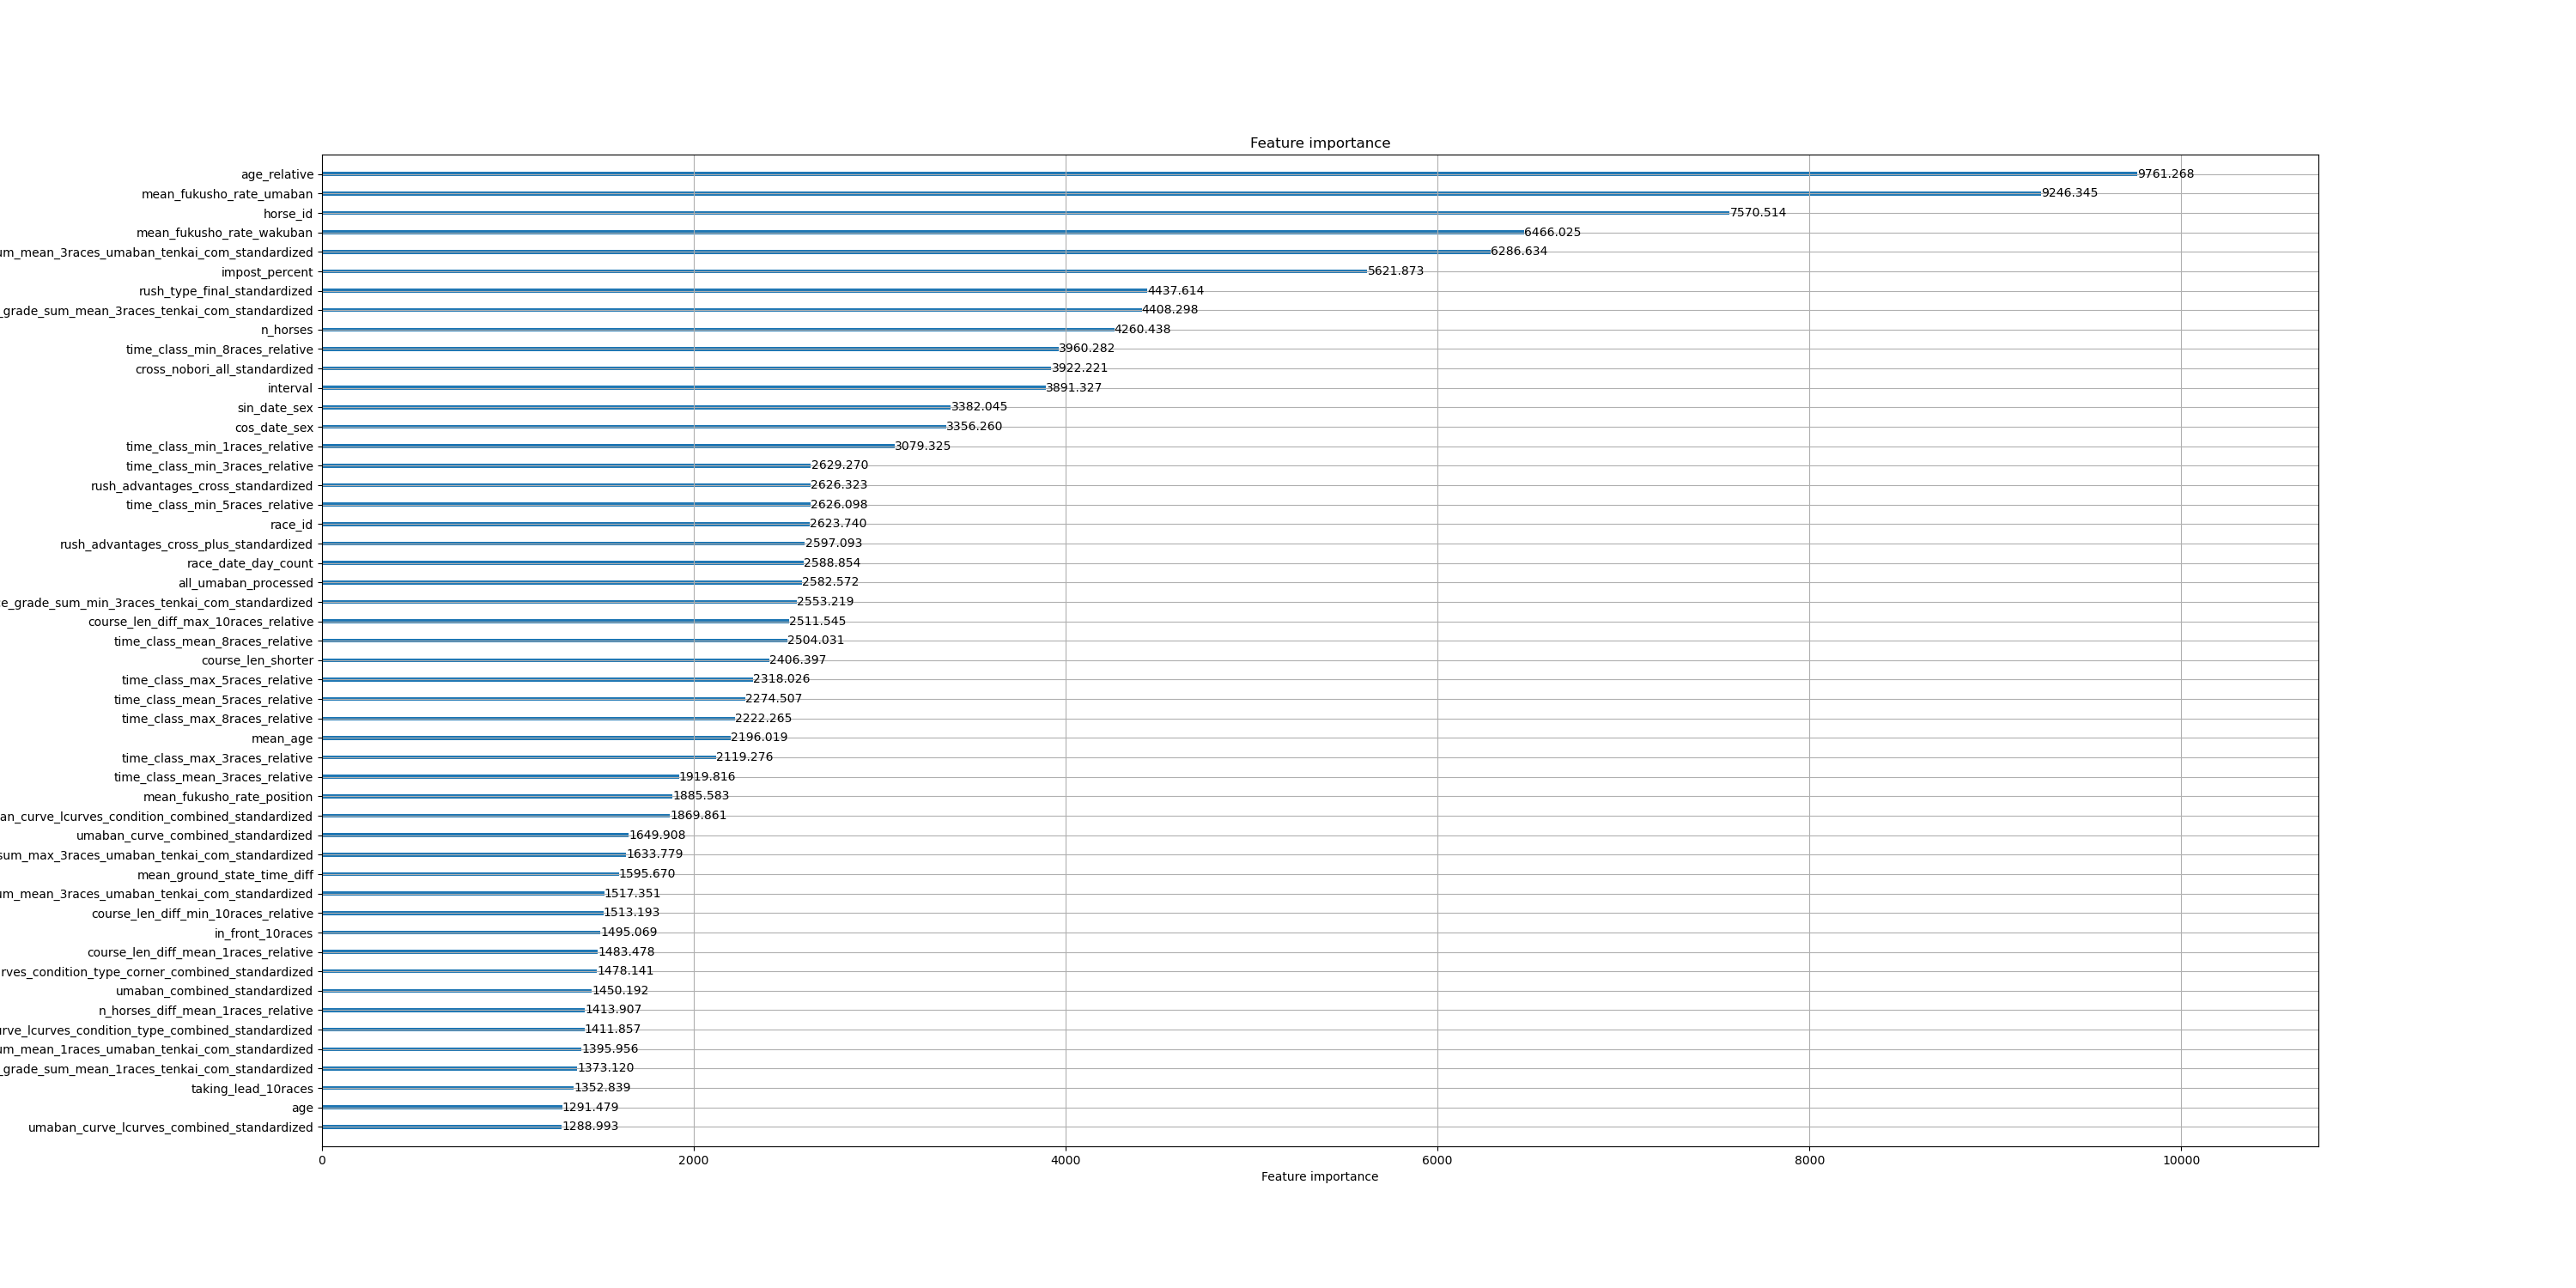 Feature importance
age_relative 9761.268
mean_fukusho_rate_umaban 9246.345
horse_id 7570.514
mean_fukusho_rate_wakuban 6466.025
um_mean_3races_umaban_tenkai_com_standardized 6286.634
impost_percent 5621.873
rush_type_final_standardized 4437.614
_grade_sum_mean_3races_tenkai_com_standardized 4408.298
n_horses 4260.438
time_class_min_8races_relative 3960.282
cross_nobori_all_standardized 3922.221
interval 3891.327
sin_date_sex 3382.045
cos_date_sex 3356.260
time_class_min_1races_relative 3079.325
time_class_min_3races_relative 2629.270
rush_advantages_cross_standardized 2626.323
time_class_min_5races_relative 2626.098
race_id 2623.740
rush_advantages_cross_plus_standardized 2597.093
race_date_day_count 2588.854
all_umaban_processed 2582.572
e_grade_sum_min_3races_tenkai_com_standardized 2553.219
course_len_diff_max_10races_relative 2511.545
time_class_mean_8races_relative 2504.031
course_len_shorter 2406.397
time_class_max_5races_relative 2318.026
time_class_mean_5races_relative 2274.507
time_class_max_8races_relative 2222.265
mean_age 2196.019
time_class_max_3races_relative 2119.276
time_class_mean_3races_relative 1919.816
mean_fukusho_rate_position 1885.583
an_curve_lcurves_condition_combined_standardized 1869.861
umaban_curve_combined_standardized 1649.908
sum_max_3races_umaban_tenkai_com_standardized 1633.779
mean_ground_state_time_diff 1595.670
um_mean_3races_umaban_tenkai_com_standardized 1517.351
course_len_diff_min_10races_relative 1513.193
in_front_10races 1495.069
course_len_diff_mean_1races_relative 1483.478
rves_condition_type_corner_combined_standardized 1478.141
umaban_combined_standardized 1450.192
n_horses_diff_mean_1races_relative 1413.907
urve_lcurves_condition_type_combined_standardized 1411.857
um_mean_1races_umaban_tenkai_com_standardized 1395.956
_grade_sum_mean_1races_tenkai_com_standardized 1373.120
taking_lead_10races 1352.839
age 1291.479
umaban_curve_lcurves_combined_standardized 1288.993
0 2000 4000 6000 8000 10000
Feature importance